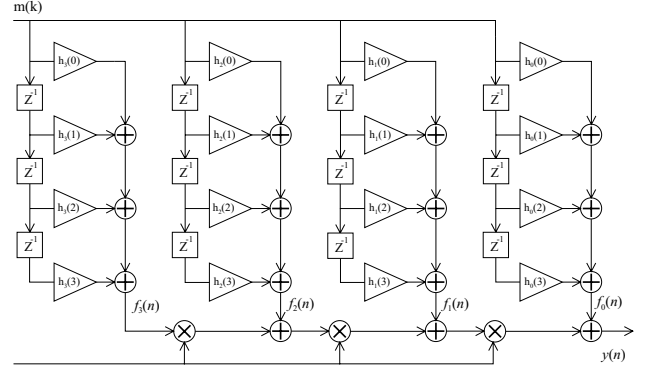 m(k)
h₃(0) h₂(0) h₁(0) h₀(0)
Z⁻¹ Z⁻¹ Z⁻¹ Z⁻¹
h₃(1) h₂(1) h₁(1) h₀(1)
Z⁻¹ Z⁻¹ Z⁻¹ Z⁻¹
h₃(2) h₂(2) h₁(2) h₀(2)
Z⁻¹ Z⁻¹ Z⁻¹ Z⁻¹
h₃(3) h₂(3) h₁(3) h₀(3)
f₃(n) f₂(n) f₁(n) f₀(n)
y(n)